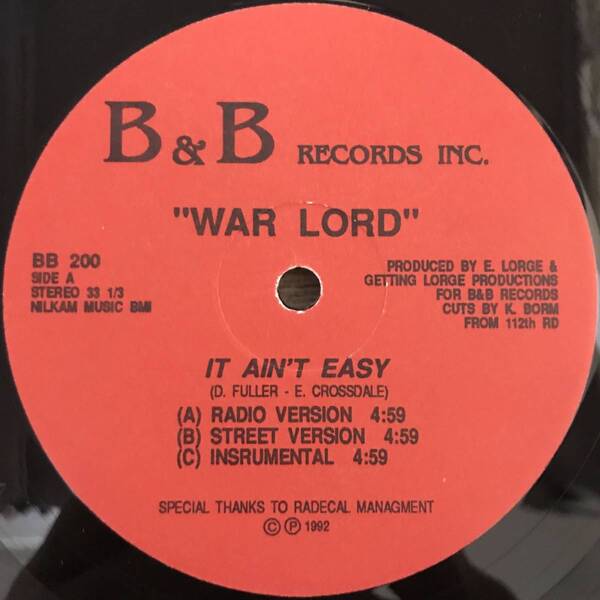 B & B RECORDS INC.
"WAR LORD"
BB 200
SIDE A
STEREO 33 1/3
NILKAM MUSIC BMI
PRODUCED BY E. LORGE &
GETTING LORGE PRODUCTIONS
FOR B&B RECORDS
CUTS BY K. BORM
FROM 112th RD
IT AIN'T EASY
(D. FULLER - E. CROSSDALE)
(A) RADIO VERSION 4:59
(B) STREET VERSION 4:59
(C) INSRUMENTAL 4:59
SPECIAL THANKS TO RADECAL MANAGMENT
© ℗ 1992